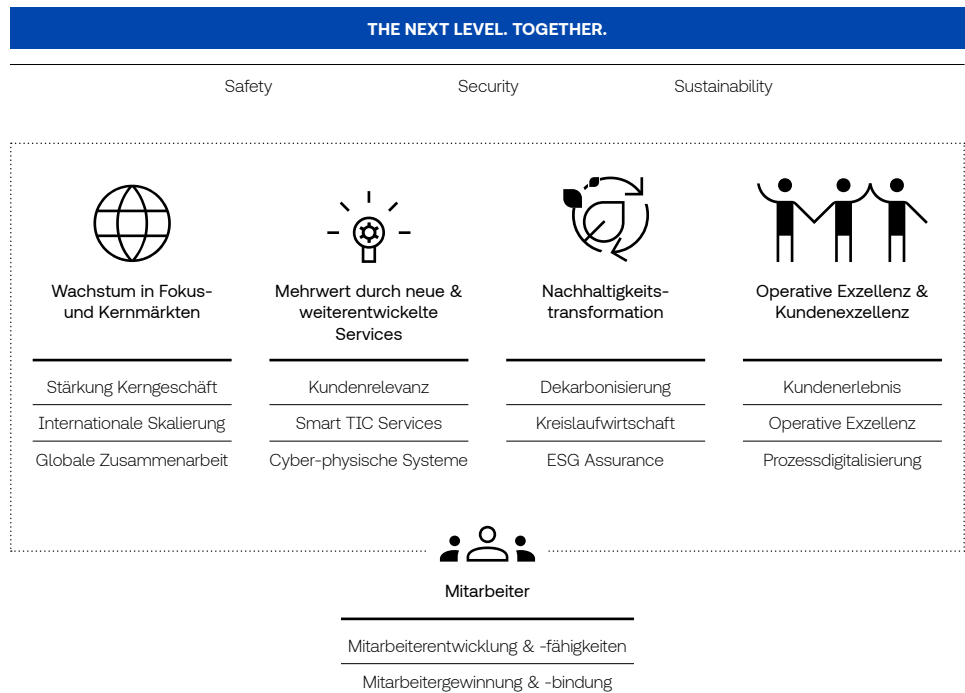 THE NEXT LEVEL. TOGETHER.
Safety
Security
Sustainability
Wachstum in Fokus-
und Kernmärkten
Stärkung Kerngeschäft
Internationale Skalierung
Globale Zusammenarbeit
Mehrwert durch neue &
weiterentwickelte
Services
Kundenrelevanz
Smart TIC Services
Cyber-physische Systeme
Nachhaltigkeits-
transformation
Dekarbonisierung
Kreislaufwirtschaft
ESG Assurance
Operative Exzellenz &
Kundenexzellenz
Kundenerlebnis
Operative Exzellenz
Prozessdigitalisierung
Mitarbeiter
Mitarbeiterentwicklung & -fähigkeiten
Mitarbeitergewinnung & -bindung